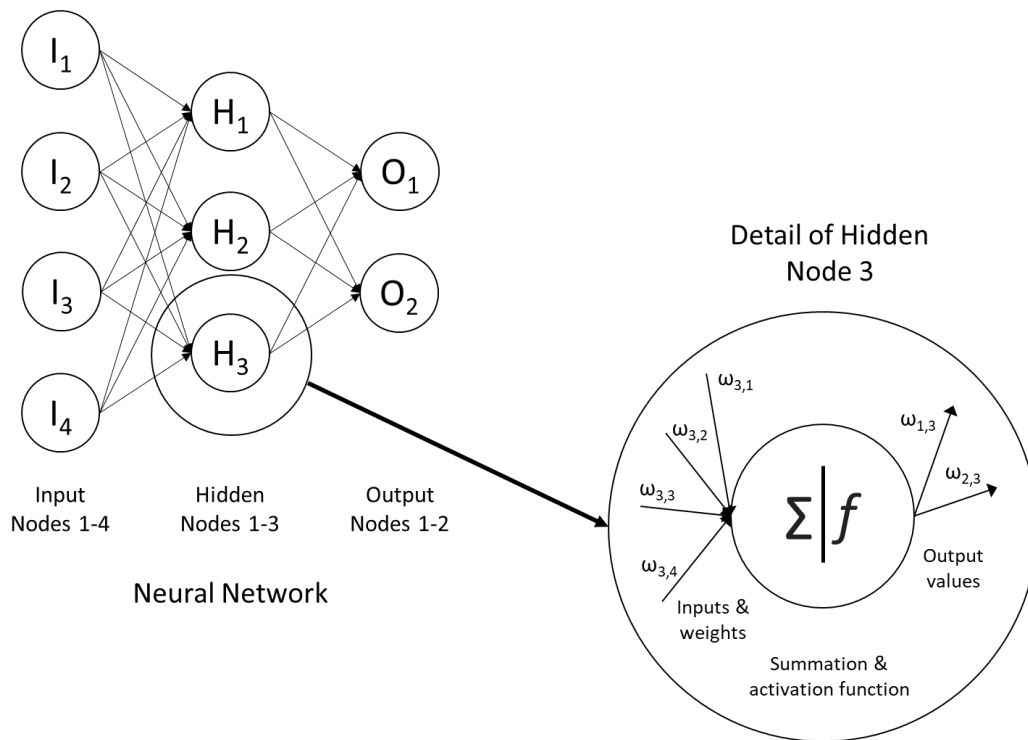 I₁
I₂
I₃
I₄
H₁
H₂
H₃
O₁
O₂
Input
Nodes 1-4
Hidden
Nodes 1-3
Output
Nodes 1-2
Neural Network
Detail of Hidden
Node 3
ω₃,₁
ω₃,₂
ω₃,₃
ω₃,₄
Inputs &
weights
Σ|f
Summation &
activation function
ω₁,₃
ω₂,₃
Output
values